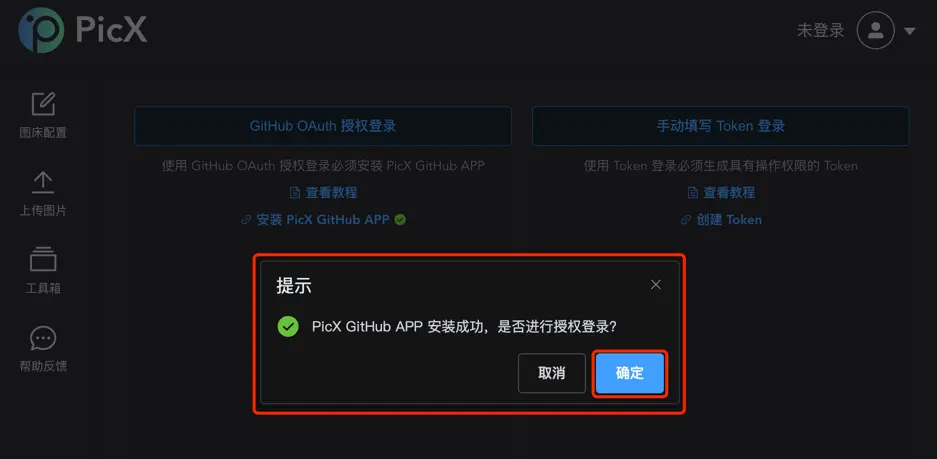 PicX
未登录
图床配置
上传图片
工具箱
帮助反馈
GitHub OAuth 授权登录
使用 GitHub OAuth 授权登录必须安装 PicX GitHub APP
查看教程
安装 PicX GitHub APP
手动填写 Token 登录
使用 Token 登录必须生成具有操作权限的 Token
查看教程
创建 Token
提示
PicX GitHub APP 安装成功，是否进行授权登录?
取消
确定